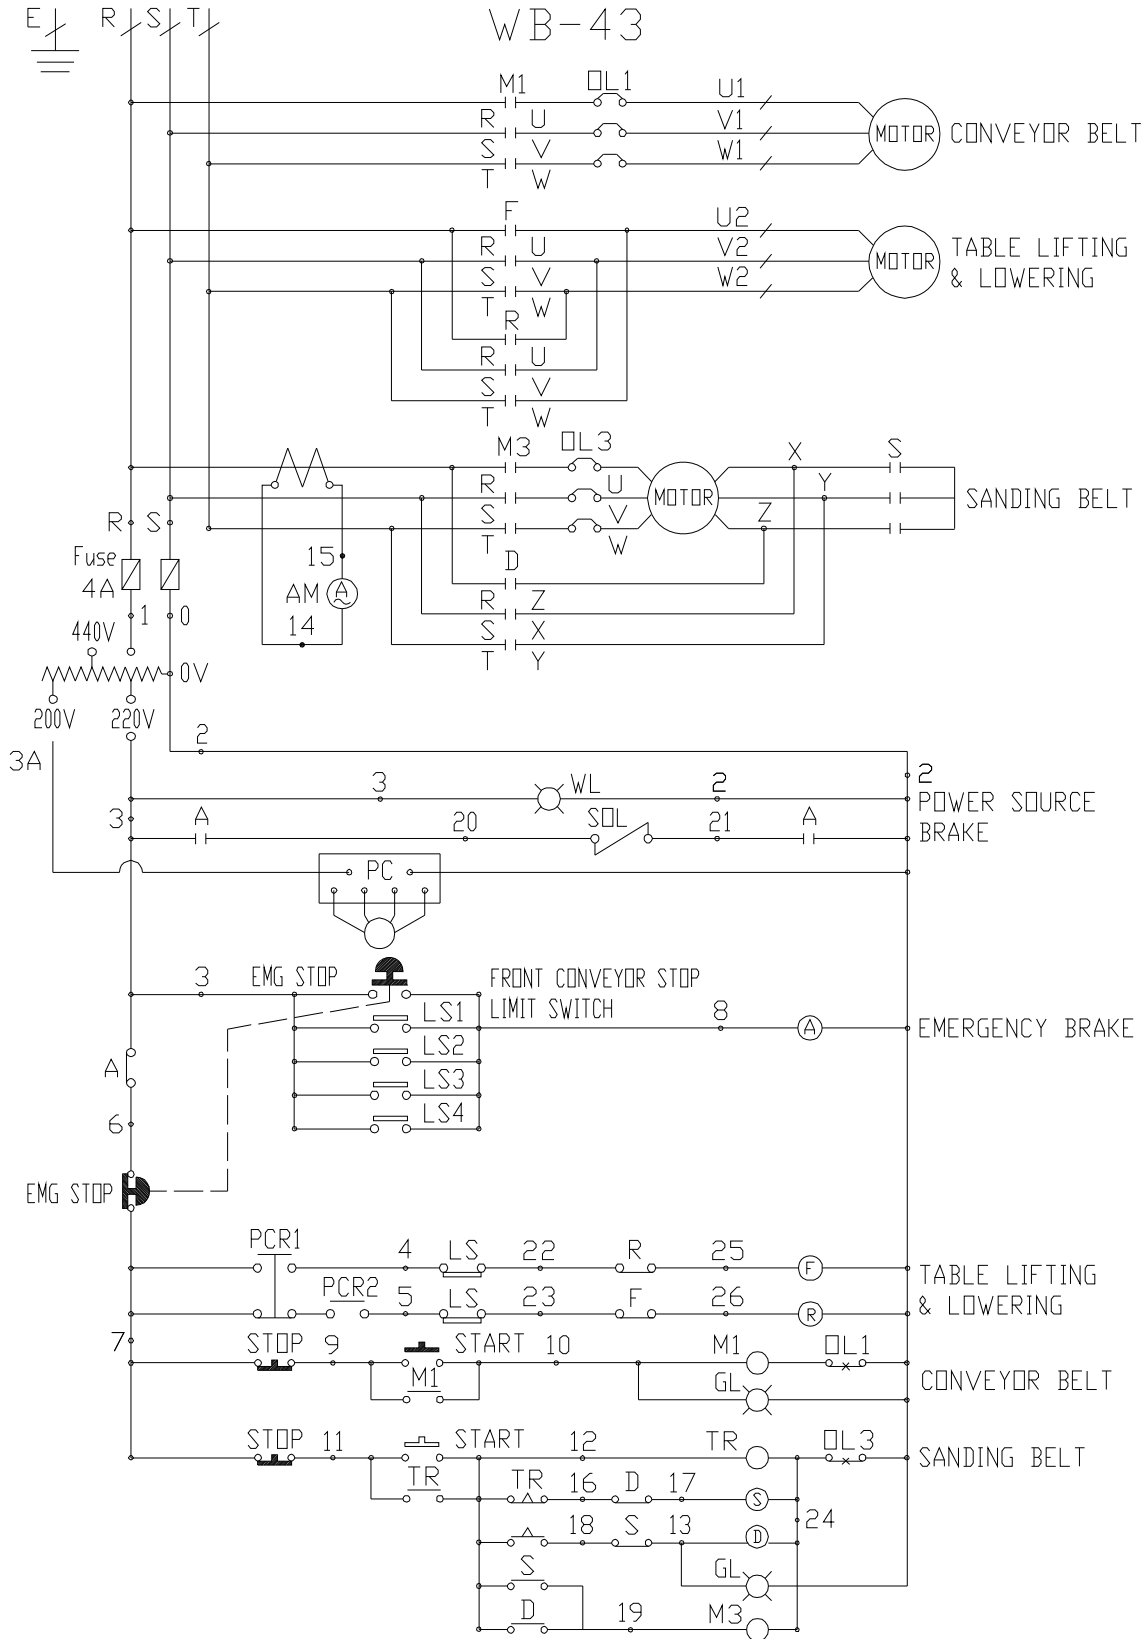 E R S T WB-43
M1 OL1 U1
R U V1
S V W1
T W
MOTOR CONVEYOR BELT
F U2
R U V2
S V W2
T W
MOTOR TABLE LIFTING
& LOWERING
R
R U
S V
T W
M3 OL3 X S
R U Y
S V Z
T W
MOTOR SANDING BELT
R S
Fuse
4A
15
AM A
14
D
R Z
S X
T Y
1 0
440V
0V
200V 220V
3A
2
2
3 WL 2 POWER SOURCE
3
A 20 SOL 21 A BRAKE
PC
3 EMG STOP FRONT CONVEYOR STOP
LIMIT SWITCH
LS1 8 A EMERGENCY BRAKE
LS2
A
LS3
LS4
6
EMG STOP
PCR1 4 LS 22 R 25 F TABLE LIFTING
& LOWERING
PCR2 5 LS 23 F 26 R
7
STOP 9 START 10 M1 OL1
M1 GL CONVEYOR BELT
STOP 11 START 12 TR OL3 SANDING BELT
TR TR 16 D 17 S
24
18 S 13 D
S GL
D 19 M3